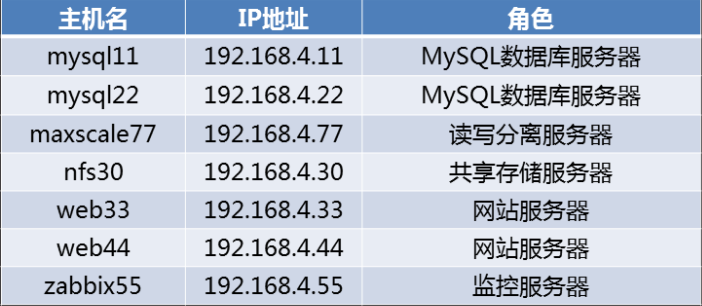 主机名 IP地址 角色
mysql11 192.168.4.11 MySQL数据库服务器
mysql22 192.168.4.22 MySQL数据库服务器
maxscale77 192.168.4.77 读写分离服务器
nfs30 192.168.4.30 共享存储服务器
web33 192.168.4.33 网站服务器
web44 192.168.4.44 网站服务器
zabbix55 192.168.4.55 监控服务器